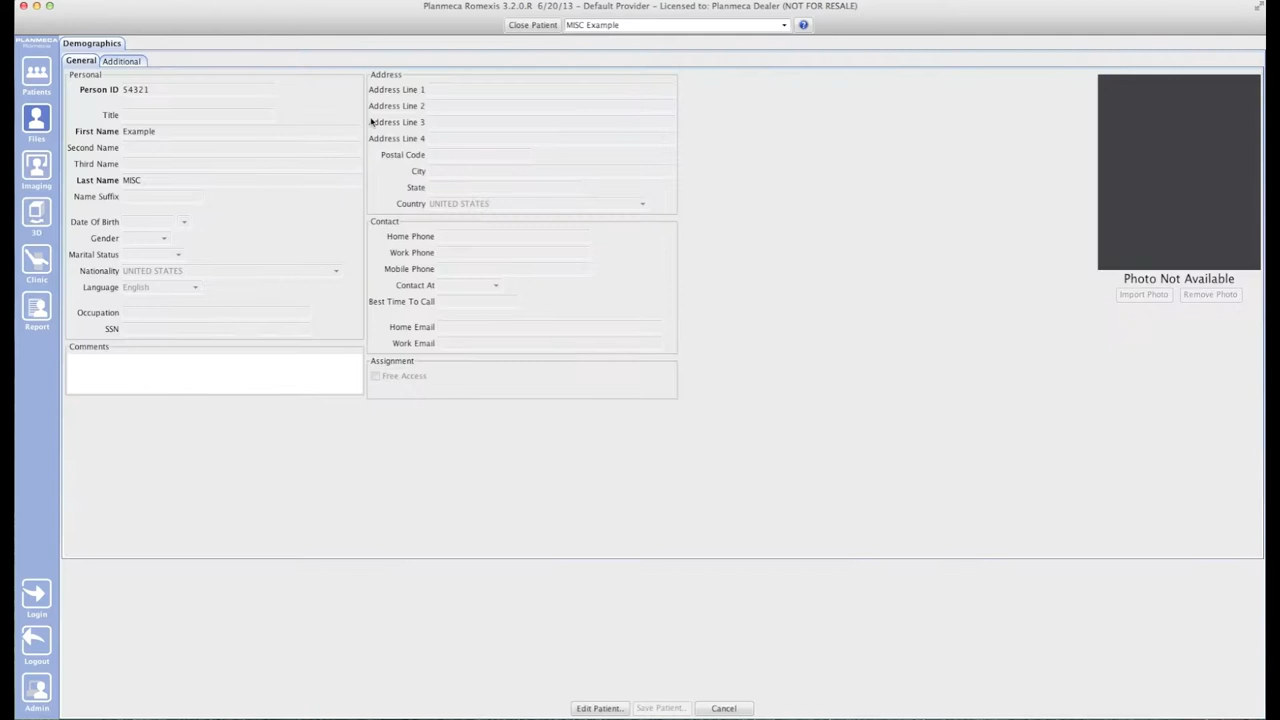 Planmeca Romexis 3.2.0.R 6/20/13 - Default Provider - Licensed to: Planmeca Dealer (NOT FOR RESALE)
Close Patient MISC Example ?
PLANMECA
Romexis
Demographics
General Additional
Patients
Files
Imaging
3D
Clinic
Report
Login
Logout
Admin
Personal
Person ID 54321
Title
First Name Example
Second Name
Third Name
Last Name MISC
Name Suffix
Date Of Birth
Gender
Marital Status
Nationality UNITED STATES
Language English
Occupation
SSN
Comments
Address
Address Line 1
Address Line 2
Address Line 3
Address Line 4
Postal Code
City
State
Country UNITED STATES
Contact
Home Phone
Work Phone
Mobile Phone
Contact At
Best Time To Call
Home Email
Work Email
Assignment
Free Access
Photo Not Available
Import Photo Remove Photo
Edit Patient.. Save Patient.. Cancel